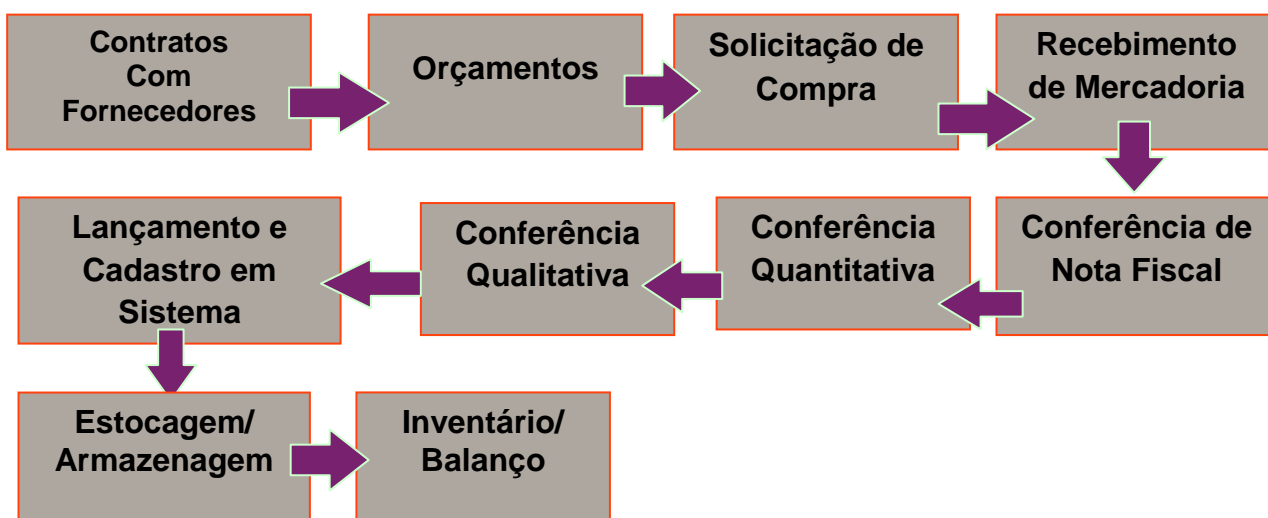 Contratos
Com
Fornecedores
Orçamentos
Solicitação de
Compra
Recebimento
de Mercadoria
Conferência de
Nota Fiscal
Conferência
Quantitativa
Conferência
Qualitativa
Lançamento e
Cadastro em
Sistema
Estocagem/
Armazenagem
Inventário/
Balanço